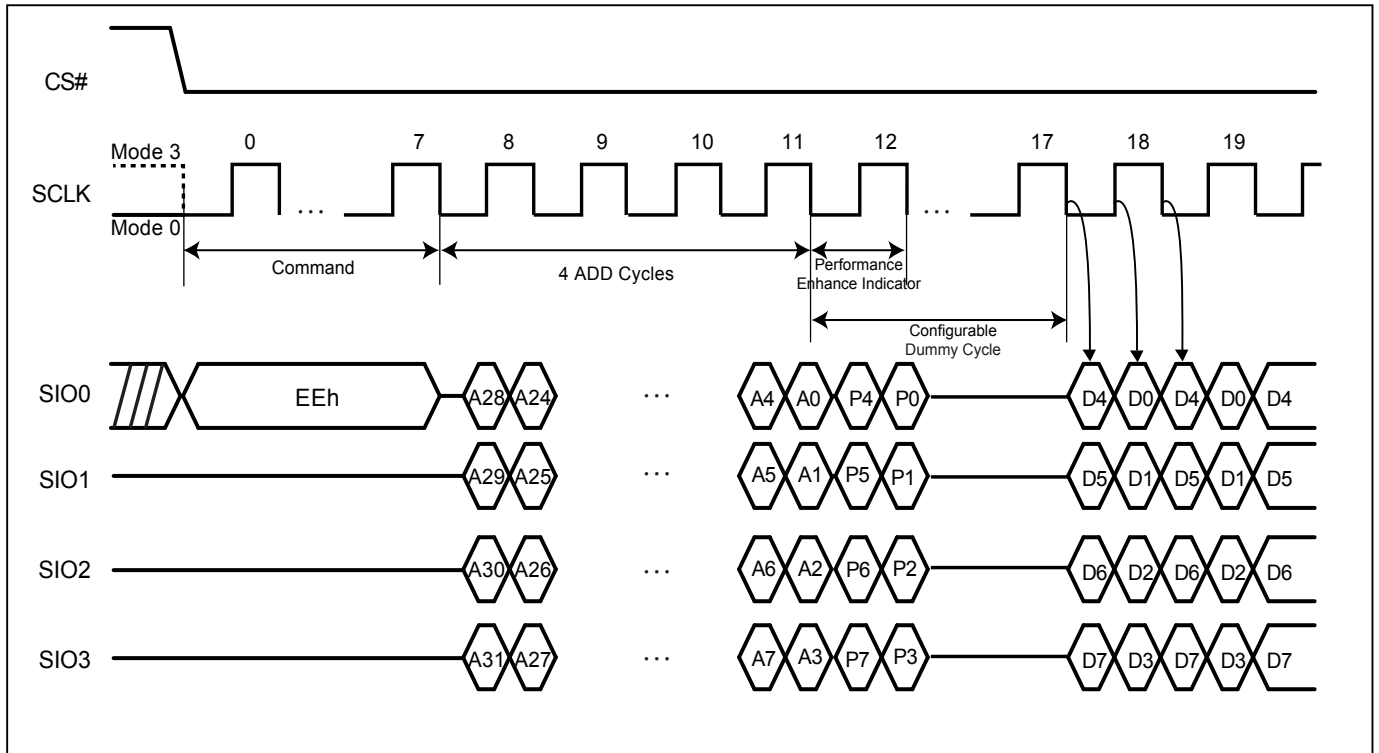 CS#
0 7 8 9 10 11 12 17 18 19
Mode 3
SCLK
...
...
Mode 0
Command
4 ADD Cycles
Performance
Enhance Indicator
Configurable
Dummy Cycle
SIO0 EEh A28 A24 ... A4 A0 P4 P0 D4 D0 D4 D0 D4
SIO1 A29 A25 ... A5 A1 P5 P1 D5 D1 D5 D1 D5
SIO2 A30 A26 ... A6 A2 P6 P2 D6 D2 D6 D2 D6
SIO3 A31 A27 ... A7 A3 P7 P3 D7 D3 D7 D3 D7